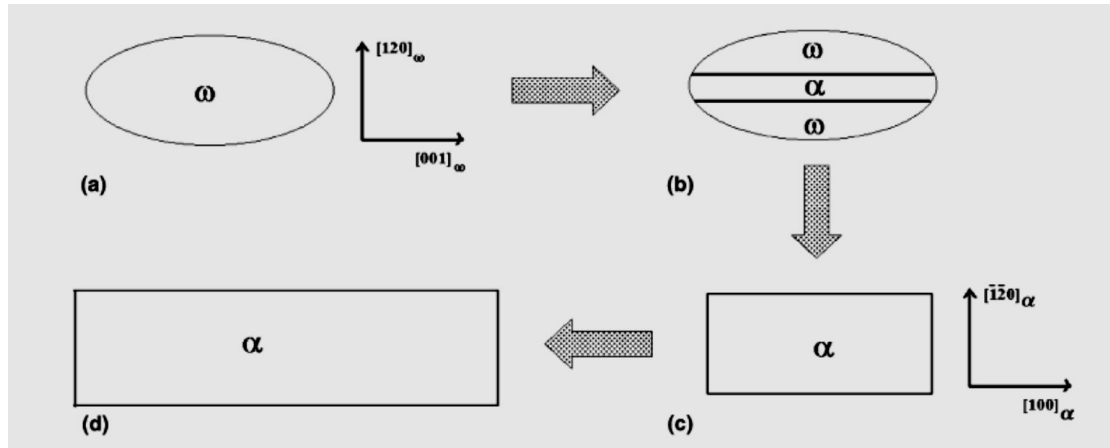 [120]ω
ω
[001]ω
(a)
ω
α
ω
(b)
α
(d)
α
[1̄2̄0]α
[100]α
(c)